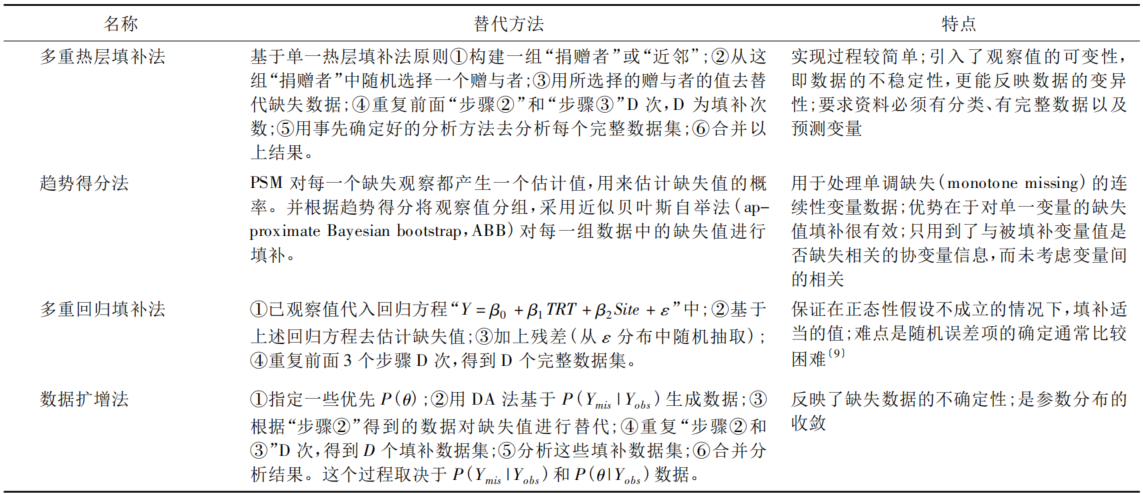 名称 替代方法 特点
多重热层填补法 基于单一热层填补法原则①构建一组“捐赠者”或“近邻”;②从这 实现过程较简单;引入了观察值的可变性,
组“捐赠者”中随机选择一个赠与者;③用所选择的赠与者的值去替 即数据的不稳定性,更能反映数据的变异
代缺失数据;④重复前面“步骤②”和“步骤③”D 次,D 为填补次 性;要求资料必须有分类、有完整数据以及
数;⑤用事先确定好的分析方法去分析每个完整数据集;⑥合并以 预测变量
上结果。
趋势得分法 PSM 对每一个缺失观察都产生一个估计值,用来估计缺失值的概 用于处理单调缺失(monotone missing)的连
率。并根据趋势得分将观察值分组,采用近似贝叶斯自举法(ap- 续性变量数据;优势在于对单一变量的缺失
proximate Bayesian bootstrap,ABB)对每一组数据中的缺失值进行 值填补很有效;只用到了与被填补变量值是
填补。 否缺失相关的协变量信息,而未考虑变量间
的相关
多重回归填补法 ①已观察值代入回归方程“Y = β0 + β1TRT + β2Site + ε”中;②基于 保证在正态性假设不成立的情况下,填补适
上述回归方程去估计缺失值;③加上残差(从 ε 分布中随机抽取); 当的值;难点是随机误差项的确定通常比较
④重复前面 3 个步骤 D 次,得到 D 个完整数据集。 困难〔9〕
数据扩增法 ①指定一些优先 P(θ);②用 DA 法基于 P(Ymis|Yobs)生成数据;③ 反映了缺失数据的不确定性;是参数分布的
根据“步骤②”得到的数据对缺失值进行替代;④重复“步骤②和 收敛
③”D 次,得到 D 个填补数据集;⑤分析这些填补数据集;⑥合并分
析结果。这个过程取决于 P(Ymis|Yobs)和 P(θ|Yobs)数据。